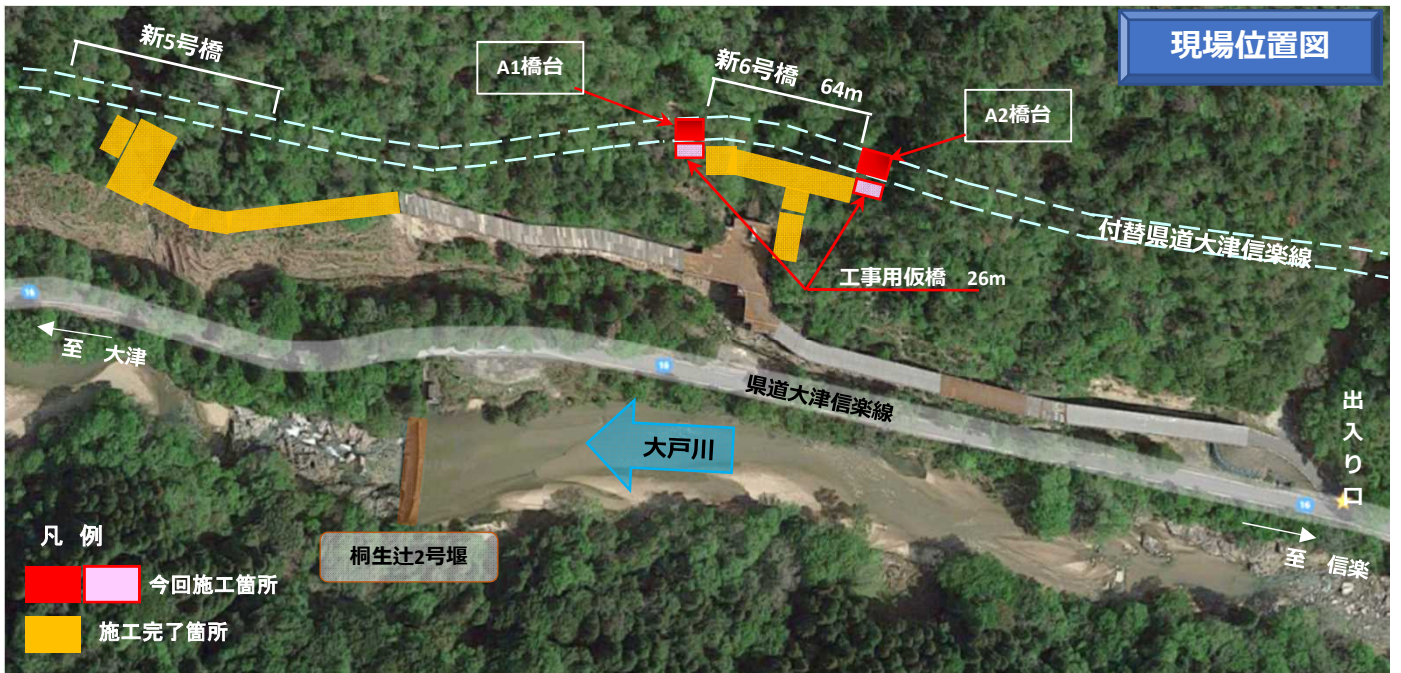 現場位置図
新5号橋
A1橋台
新6号橋 64m
A2橋台
付替県道大津信楽線
工事用仮橋 26m
16
至 大津
16
県道大津信楽線
出入り口
大戸川
16
至 信楽
桐生辻2号堰
凡 例
今回施工箇所
施工完了箇所